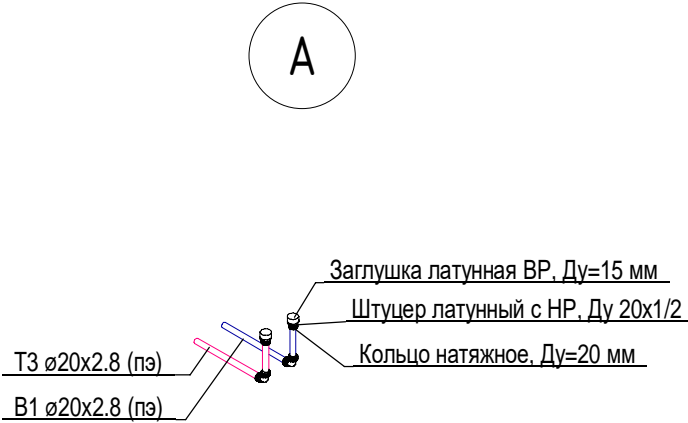 А
Заглушка латунная ВР, Ду=15 мм
Штуцер латунный с НР, Ду 20х1/2
Кольцо натяжное, Ду=20 мм
Т3 ø20х2.8 (пэ)
В1 ø20х2.8 (пэ)